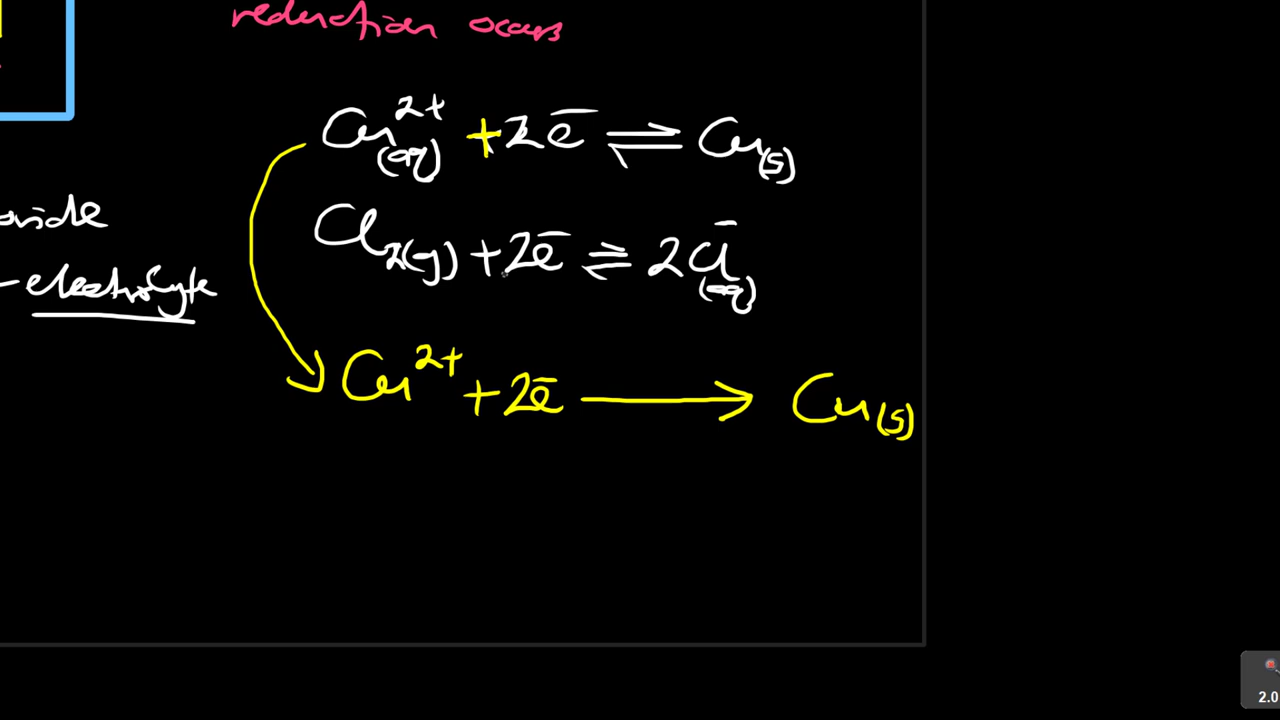 reduction occurs
Cu²⁺(aq) + 2e⁻ ⇌ Cu(s)
Cl₂(g) + 2e⁻ ⇌ 2Cl⁻(aq)
-electrolyte
Cu²⁺ + 2e⁻ ⟶ Cu(s)
2.0